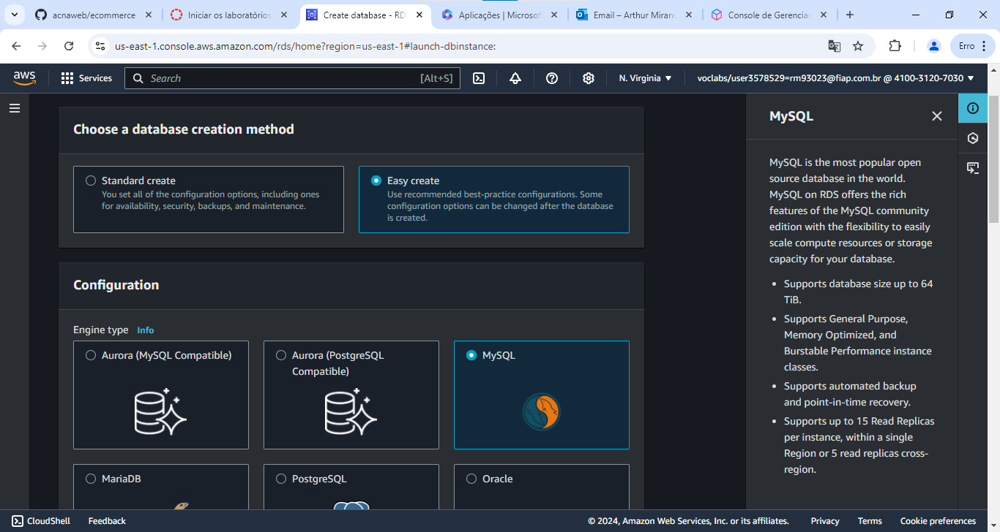 acnaweb/ecommerce
Iniciar os laboratórios
Create database - RD
Aplicações | Microsof
Email – Arthur Miran
Console de Gerencia
us-east-1.console.aws.amazon.com/rds/home?region=us-east-1#launch-dbinstance:
Erro
aws
Services
Search
[Alt+S]
N. Virginia
voclabs/user3578529=rm93023@fiap.com.br @ 4100-3120-7030
Choose a database creation method
Standard create
You set all of the configuration options, including ones
for availability, security, backups, and maintenance.
Easy create
Use recommended best-practice configurations. Some
configuration options can be changed after the database
is created.
Configuration
Engine type Info
Aurora (MySQL Compatible)
Aurora (PostgreSQL
Compatible)
MySQL
MariaDB
PostgreSQL
Oracle
MySQL
MySQL is the most popular open
source database in the world.
MySQL on RDS offers the rich
features of the MySQL community
edition with the flexibility to easily
scale compute resources or storage
capacity for your database.
• Supports database size up to 64
TiB.
• Supports General Purpose,
Memory Optimized, and
Burstable Performance instance
classes.
• Supports automated backup
and point-in-time recovery.
• Supports up to 15 Read Replicas
per instance, within a single
Region or 5 read replicas cross-
region.
CloudShell
Feedback
© 2024, Amazon Web Services, Inc. or its affiliates.
Privacy
Terms
Cookie preferences